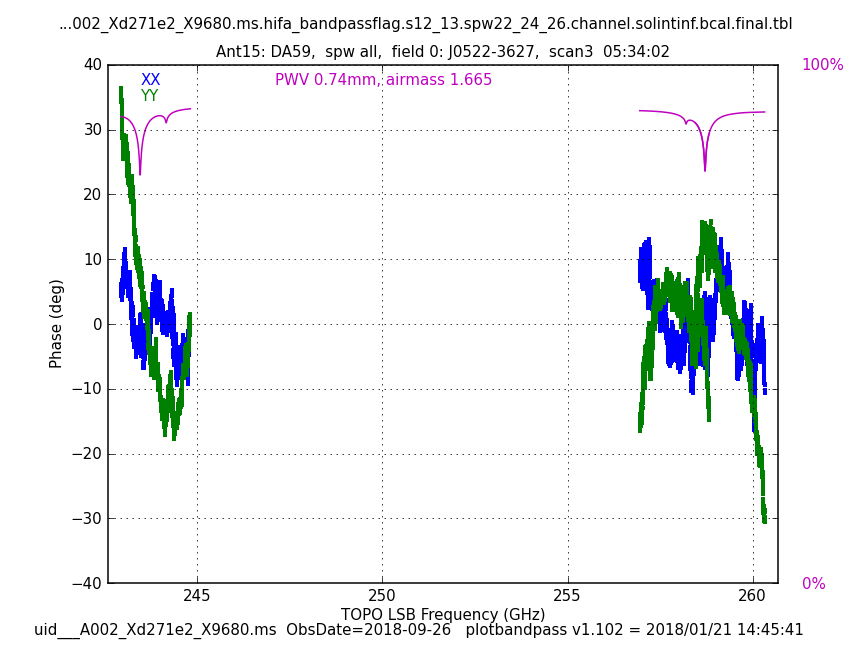 ...002_Xd271e2_X9680.ms.hifa_bandpassflag.s12_13.spw22_24_26.channel.solintinf.bcal.final.tbl
Ant15: DA59, spw all, field 0: J0522-3627, scan3 05:34:02
40 100%
XX PWV 0.74mm, airmass 1.665
YY
30
20
10
0
Phase (deg)
−10
−20
−30
−40 0%
245 250 255 260
TOPO LSB Frequency (GHz)
uid___A002_Xd271e2_X9680.ms ObsDate=2018-09-26 plotbandpass v1.102 = 2018/01/21 14:45:41